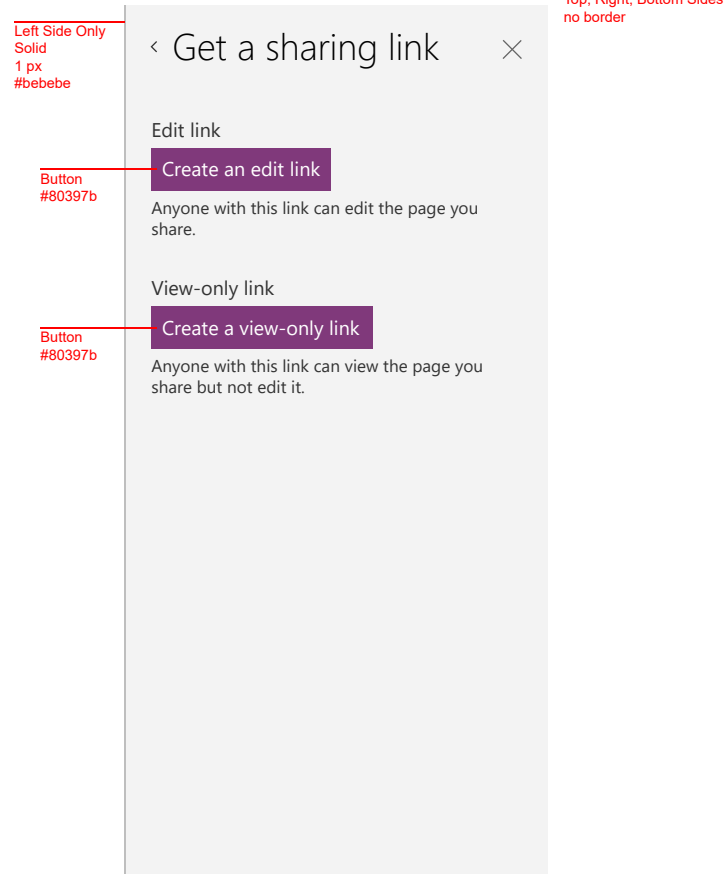 Top, Right, Bottom Sides
no border
Left Side Only
Solid
1 px
#bebebe
Get a sharing link
Edit link
Create an edit link
Button
#80397b
Anyone with this link can edit the page you
share.
View-only link
Create a view-only link
Button
#80397b
Anyone with this link can view the page you
share but not edit it.